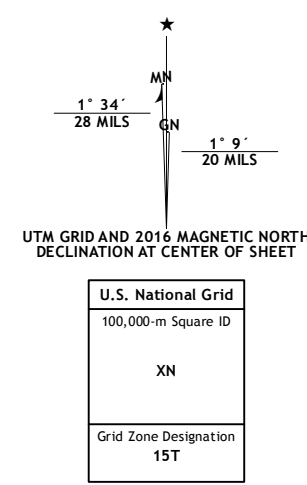 ★
MN
1° 34´
28 MILS
GN
1° 9´
20 MILS
UTM GRID AND 2016 MAGNETIC NORTH
DECLINATION AT CENTER OF SHEET
U.S. National Grid
100,000-m Square ID
XN
Grid Zone Designation
15T